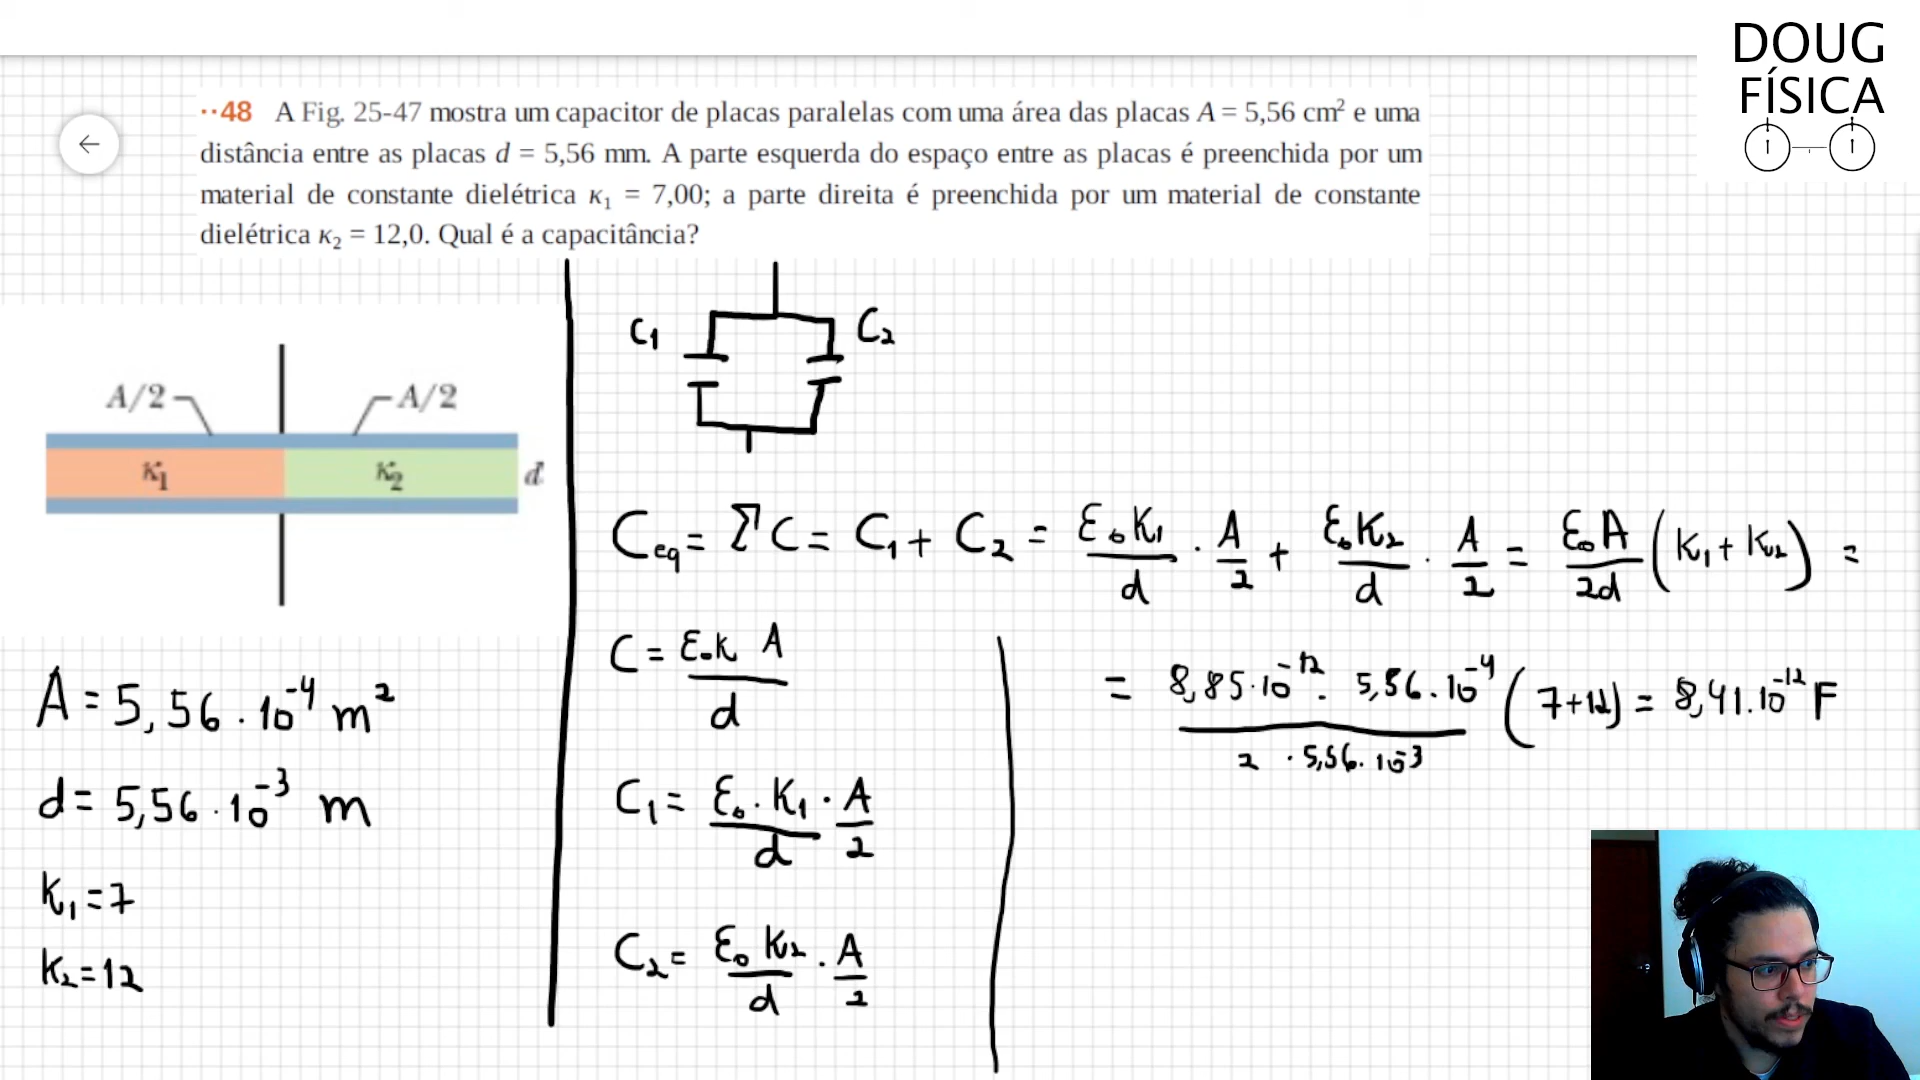 DOUG
FÍSICA
··48 A Fig. 25-47 mostra um capacitor de placas paralelas com uma área das placas A = 5,56 cm² e uma
distância entre as placas d = 5,56 mm. A parte esquerda do espaço entre as placas é preenchida por um
material de constante dielétrica κ₁ = 7,00; a parte direita é preenchida por um material de constante
dielétrica κ₂ = 12,0. Qual é a capacitância?
A/2 A/2
κ₁ κ₂ d
A = 5,56 . 10⁻⁴ m²
d = 5,56 . 10⁻³ m
K₁ = 7
K₂ = 12
C₁ C₂
Ceq = ΣC = C₁ + C₂ = ε₀K₁/d . A/2 + ε₀K₂/d . A/2 = ε₀A/2d (K₁ + K₂) =
C = ε₀K A/d
C₁ = ε₀ . K₁/d . A/2
C₂ = ε₀ K₂/d . A/2
= 8,85 . 10⁻¹² . 5,56 . 10⁻⁴ / 2 . 5,56 . 10⁻³ (7+12) = 8,41 . 10⁻¹² F